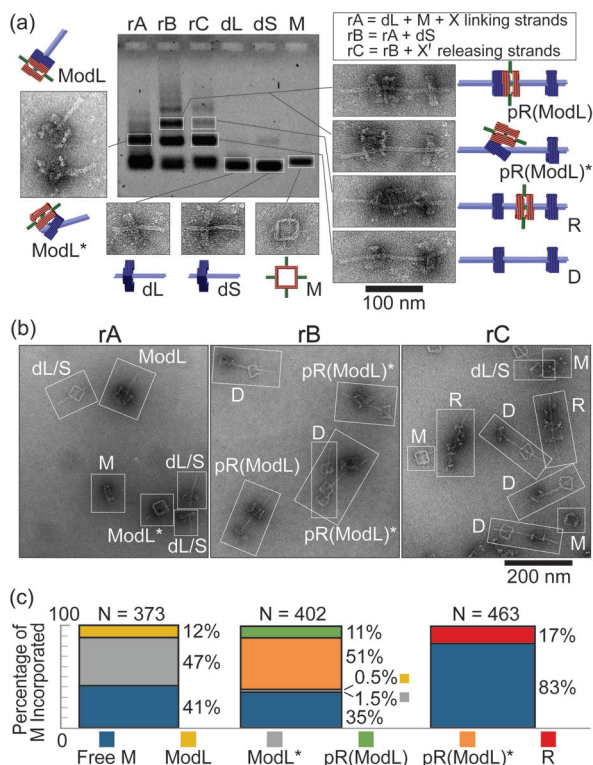 (a) rA rB rC dL dS M
rA = dL + M + X linking strands
rB = rA + dS
rC = rB + X' releasing strands
ModL
pR(ModL)
pR(ModL)*
ModL*
dL dS M
R
D
100 nm
(b) rA rB rC
dL/S ModL
M
ModL*
dL/S
dL/S
D
pR(ModL)*
D
pR(ModL)
pR(ModL)*
dL/S M
R D R
M
D
D M
200 nm
(c)
Percentage of
M Incorporated
100
0
N = 373 N = 402 N = 463
12% 11% 17%
47% 51%
0.5%
1.5%
41% 35% 83%
Free M ModL ModL* pR(ModL) pR(ModL)* R